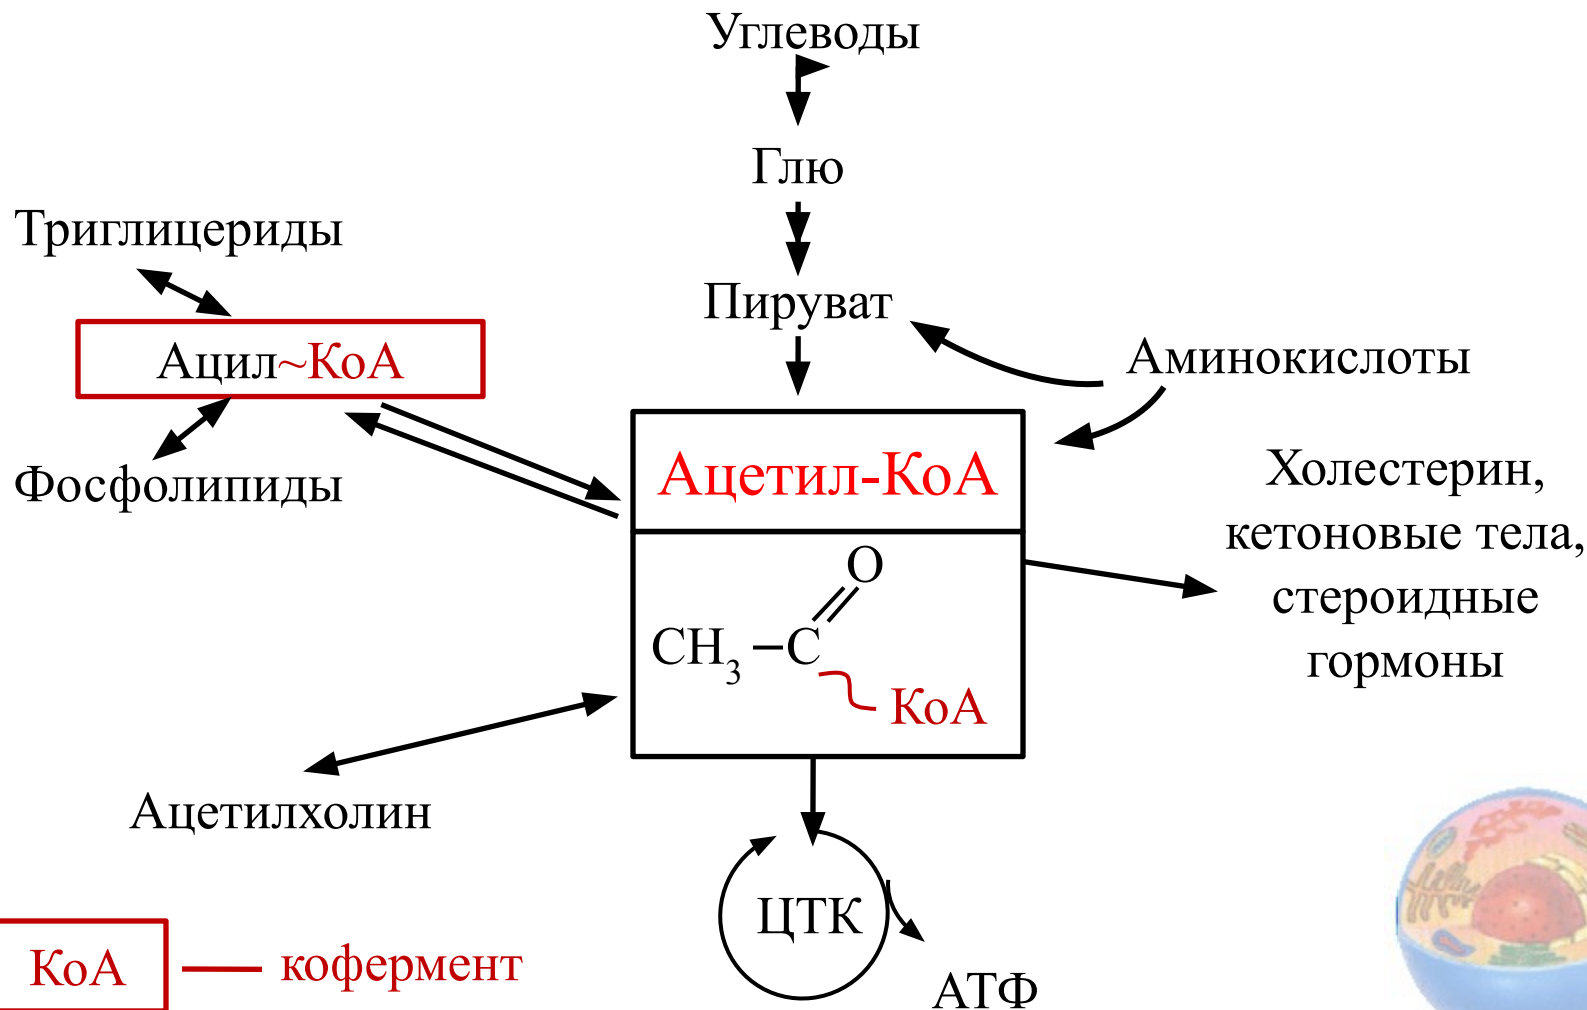 Углеводы
Глю
Триглицериды
Пируват
Ацил~КоА
Аминокислоты
Фосфолипиды
Ацетил-КоА
Холестерин,
кетоновые тела,
стероидные
гормоны
O
CH3 –C
КоА
Ацетилхолин
ЦТК
КоА — кофермент
АТФ